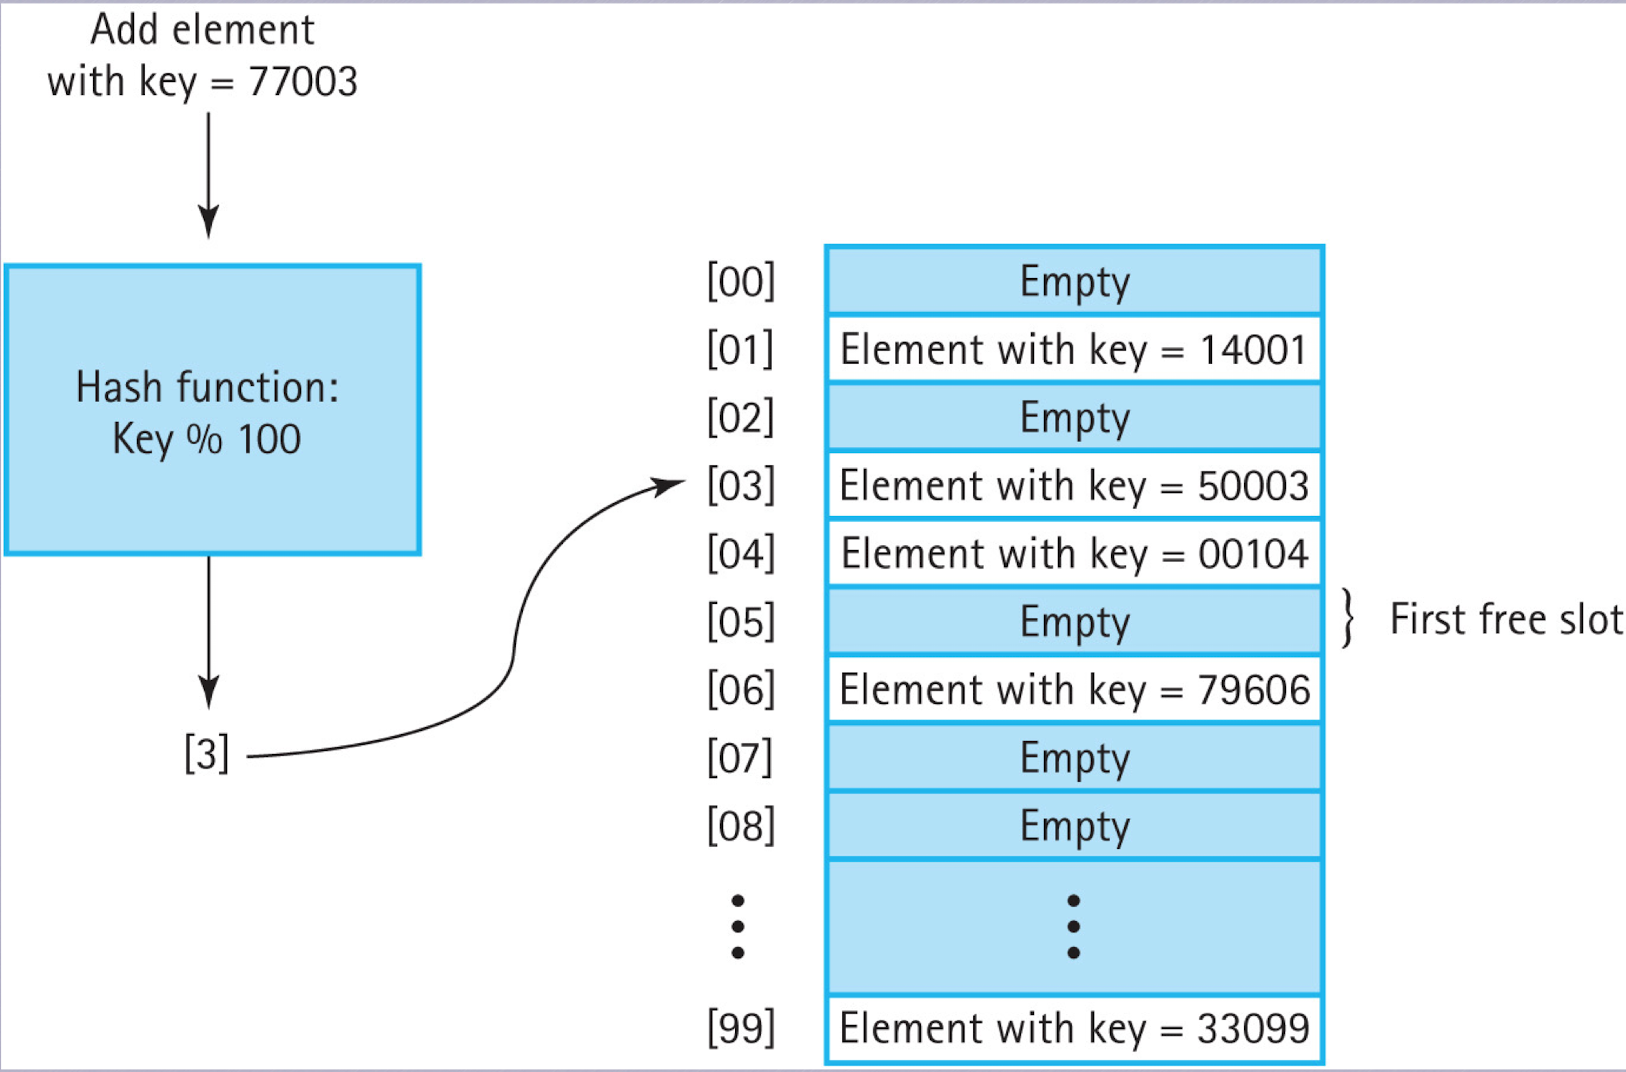 Add element
with key = 77003
Hash function:
Key % 100
[3]
[00] Empty
[01] Element with key = 14001
[02] Empty
[03] Element with key = 50003
[04] Element with key = 00104
[05] Empty } First free slot
[06] Element with key = 79606
[07] Empty
[08] Empty
[99] Element with key = 33099